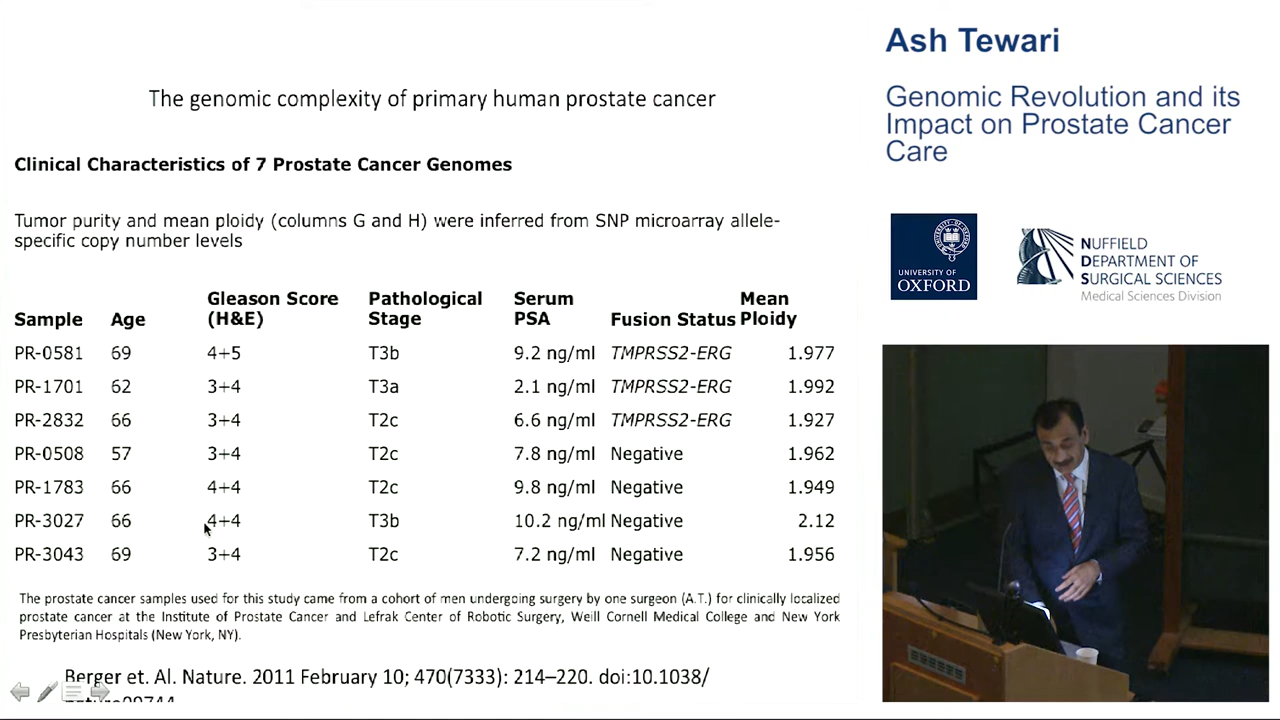 The genomic complexity of primary human prostate cancer
Clinical Characteristics of 7 Prostate Cancer Genomes
Tumor purity and mean ploidy (columns G and H) were inferred from SNP microarray allele-
specific copy number levels
Sample Age Gleason Score (H&E) Pathological Stage Serum PSA Fusion Status Mean Ploidy
PR-0581 69 4+5 T3b 9.2 ng/ml TMPRSS2-ERG 1.977
PR-1701 62 3+4 T3a 2.1 ng/ml TMPRSS2-ERG 1.992
PR-2832 66 3+4 T2c 6.6 ng/ml TMPRSS2-ERG 1.927
PR-0508 57 3+4 T2c 7.8 ng/ml Negative 1.962
PR-1783 66 4+4 T2c 9.8 ng/ml Negative 1.949
PR-3027 66 4+4 T3b 10.2 ng/ml Negative 2.12
PR-3043 69 3+4 T2c 7.2 ng/ml Negative 1.956
The prostate cancer samples used for this study came from a cohort of men undergoing surgery by one surgeon (A.T.) for clinically localized
prostate cancer at the Institute of Prostate Cancer and Lefrak Center of Robotic Surgery, Weill Cornell Medical College and New York
Presbyterian Hospitals (New York, NY).
Berger et. Al. Nature. 2011 February 10; 470(7333): 214–220. doi:10.1038/
Ash Tewari
Genomic Revolution and its
Impact on Prostate Cancer
Care
UNIVERSITY OF
OXFORD
NUFFIELD
DEPARTMENT OF
SURGICAL SCIENCES
Medical Sciences Division